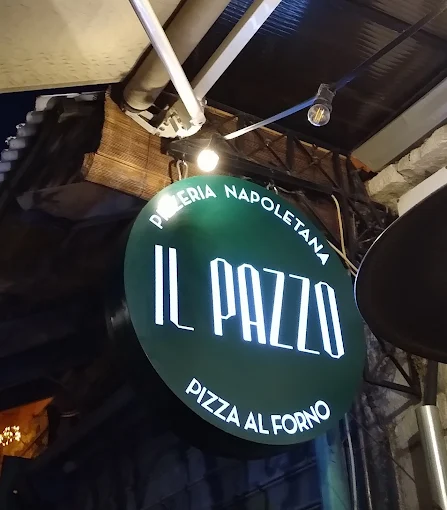 PIZZERIA NAPOLETANA
IL PAZZO
PIZZA AL FORNO